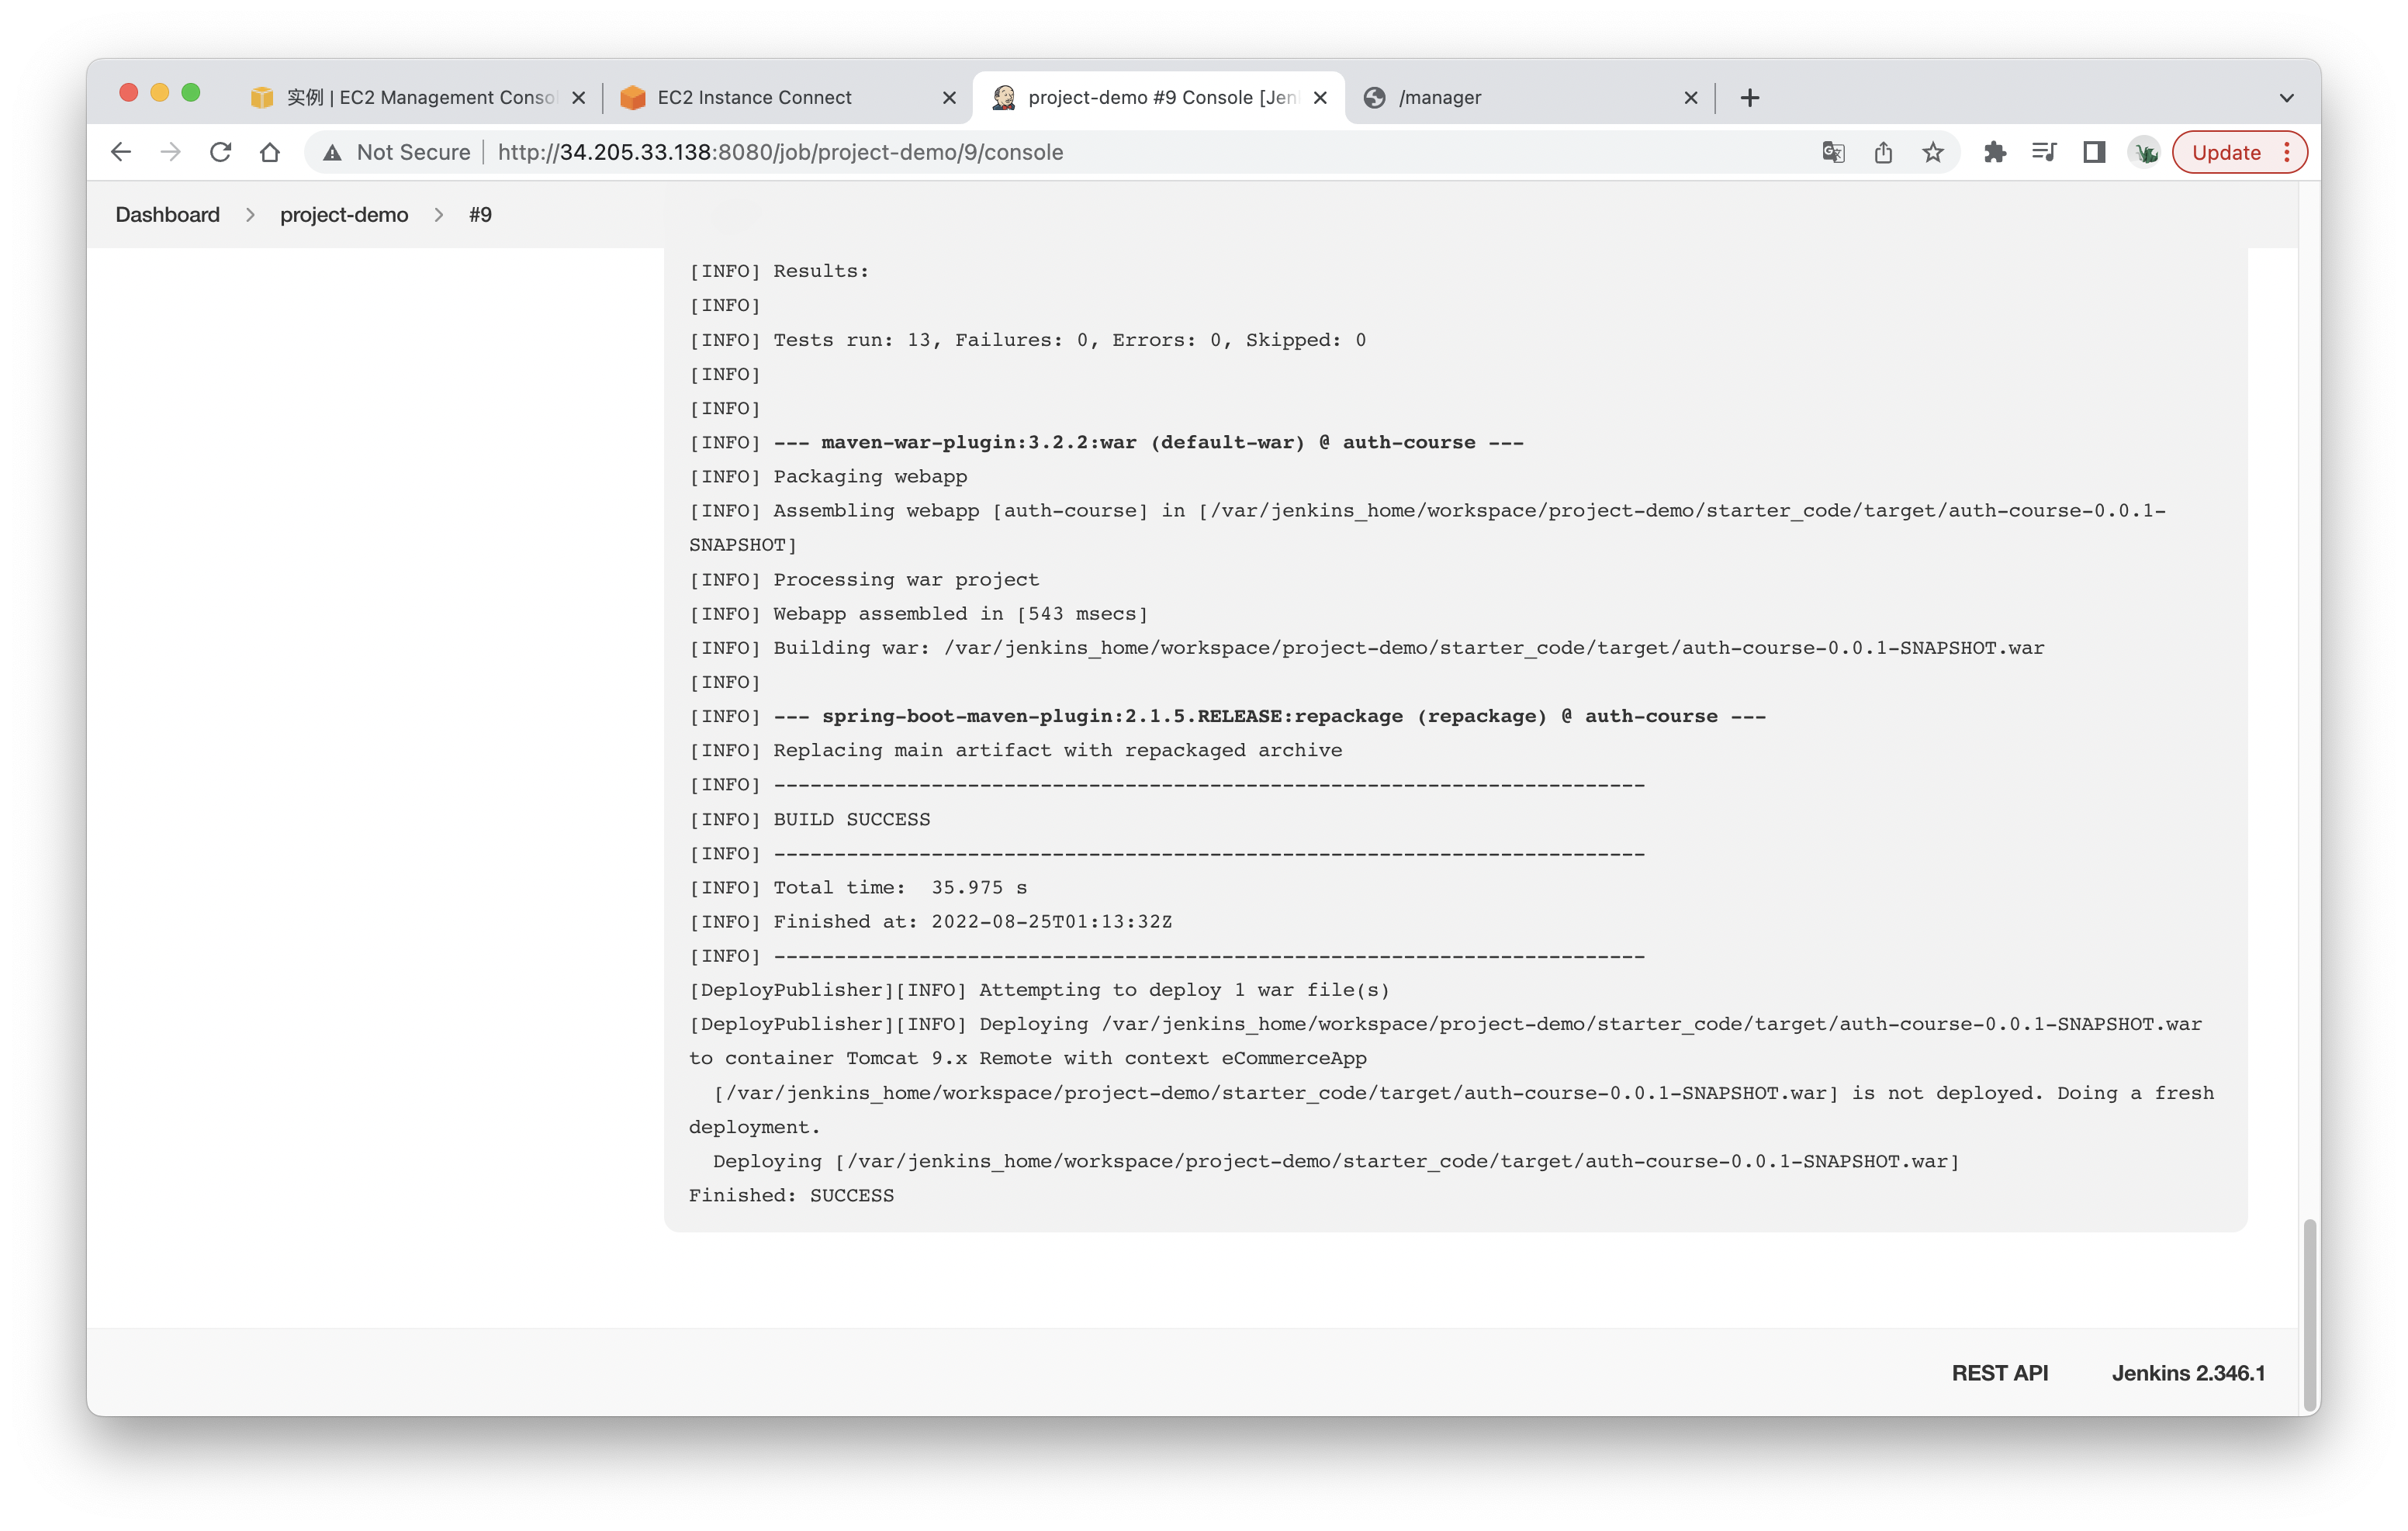 实例 | EC2 Management Conso
EC2 Instance Connect
project-demo #9 Console [Jen
/manager
Not Secure
http://34.205.33.138:8080/job/project-demo/9/console
Update
Dashboard > project-demo > #9
[INFO] Results:
[INFO]
[INFO] Tests run: 13, Failures: 0, Errors: 0, Skipped: 0
[INFO]
[INFO]
[INFO] --- maven-war-plugin:3.2.2:war (default-war) @ auth-course ---
[INFO] Packaging webapp
[INFO] Assembling webapp [auth-course] in [/var/jenkins_home/workspace/project-demo/starter_code/target/auth-course-0.0.1-
SNAPSHOT]
[INFO] Processing war project
[INFO] Webapp assembled in [543 msecs]
[INFO] Building war: /var/jenkins_home/workspace/project-demo/starter_code/target/auth-course-0.0.1-SNAPSHOT.war
[INFO]
[INFO] --- spring-boot-maven-plugin:2.1.5.RELEASE:repackage (repackage) @ auth-course ---
[INFO] Replacing main artifact with repackaged archive
[INFO] ------------------------------------------------------------------------
[INFO] BUILD SUCCESS
[INFO] ------------------------------------------------------------------------
[INFO] Total time:  35.975 s
[INFO] Finished at: 2022-08-25T01:13:32Z
[INFO] ------------------------------------------------------------------------
[DeployPublisher][INFO] Attempting to deploy 1 war file(s)
[DeployPublisher][INFO] Deploying /var/jenkins_home/workspace/project-demo/starter_code/target/auth-course-0.0.1-SNAPSHOT.war
to container Tomcat 9.x Remote with context eCommerceApp
  [/var/jenkins_home/workspace/project-demo/starter_code/target/auth-course-0.0.1-SNAPSHOT.war] is not deployed. Doing a fresh
deployment.
  Deploying [/var/jenkins_home/workspace/project-demo/starter_code/target/auth-course-0.0.1-SNAPSHOT.war]
Finished: SUCCESS
REST API
Jenkins 2.346.1